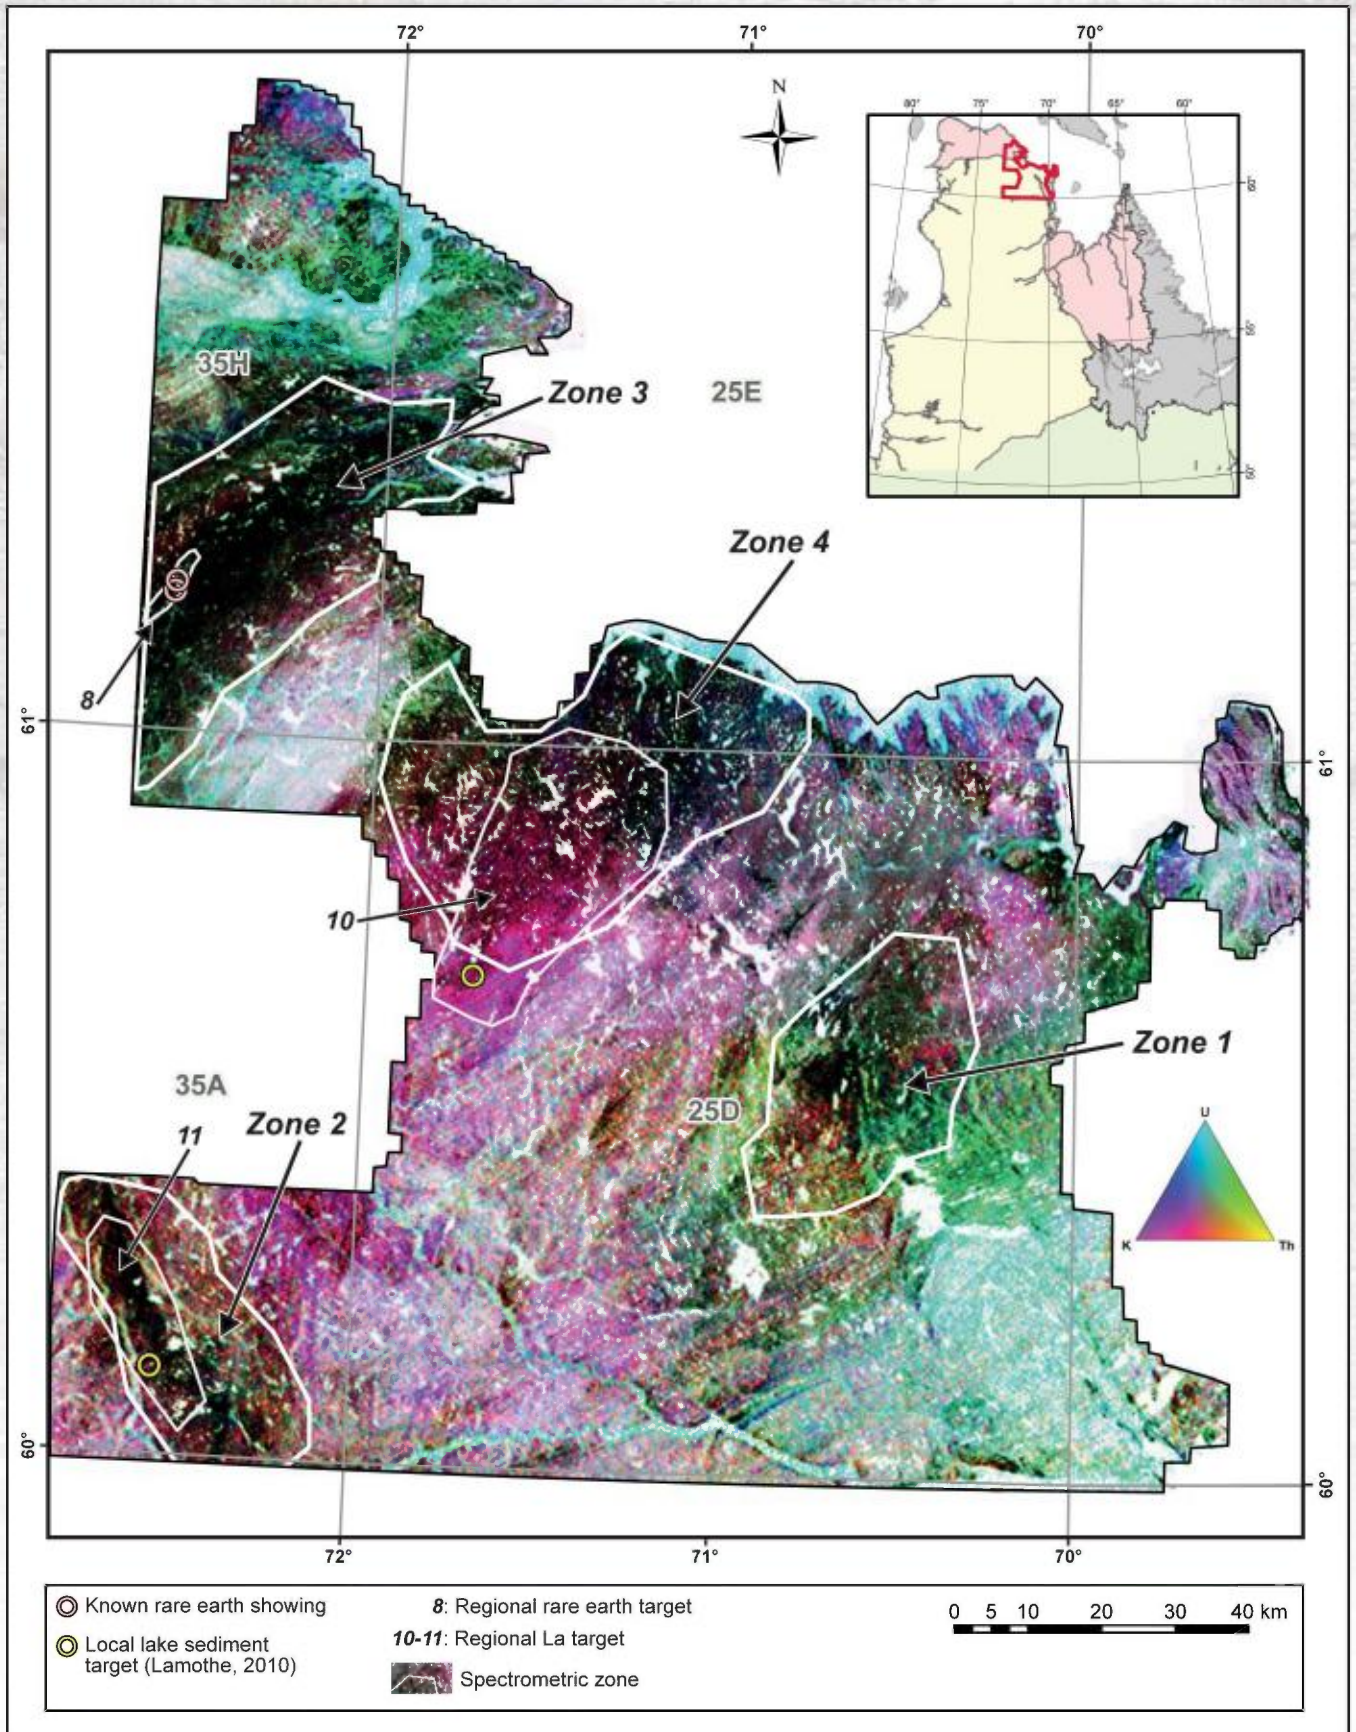 72°
71°
70°
N
80°
75°
70°
65°
60°
60°
55°
50°
35H
Zone 3
25E
Zone 4
8
61°
61°
10
Zone 1
35A
Zone 2
11
25D
U
K
Th
60°
60°
72°
71°
70°
Known rare earth showing
Local lake sediment
target (Lamothe, 2010)
8: Regional rare earth target
10-11: Regional La target
Spectrometric zone
0 5 10 20 30 40 km